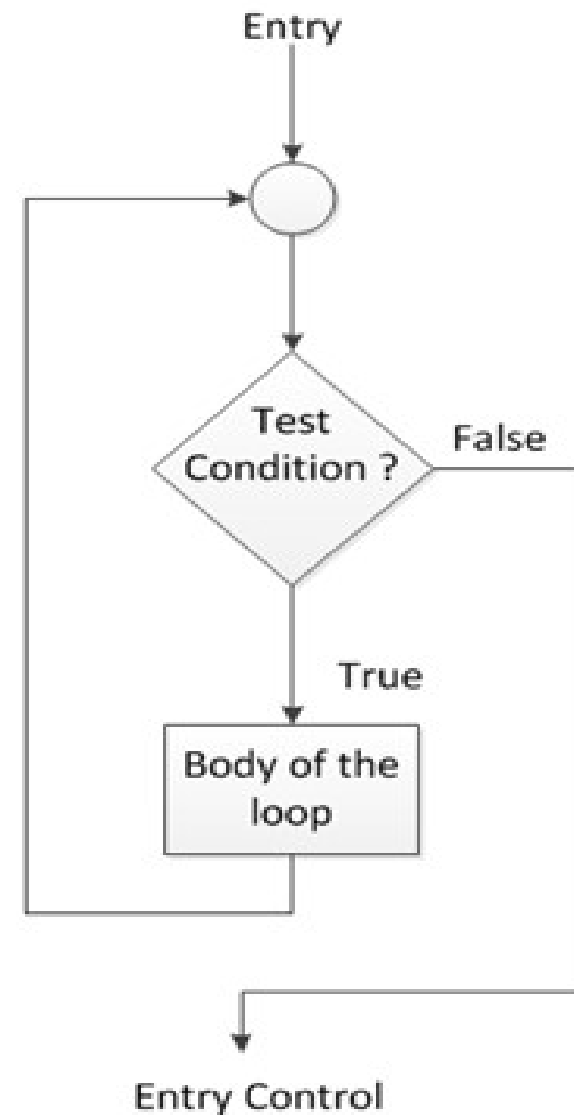 Entry
Test
Condition ?
False
True
Body of the
loop
Entry Control